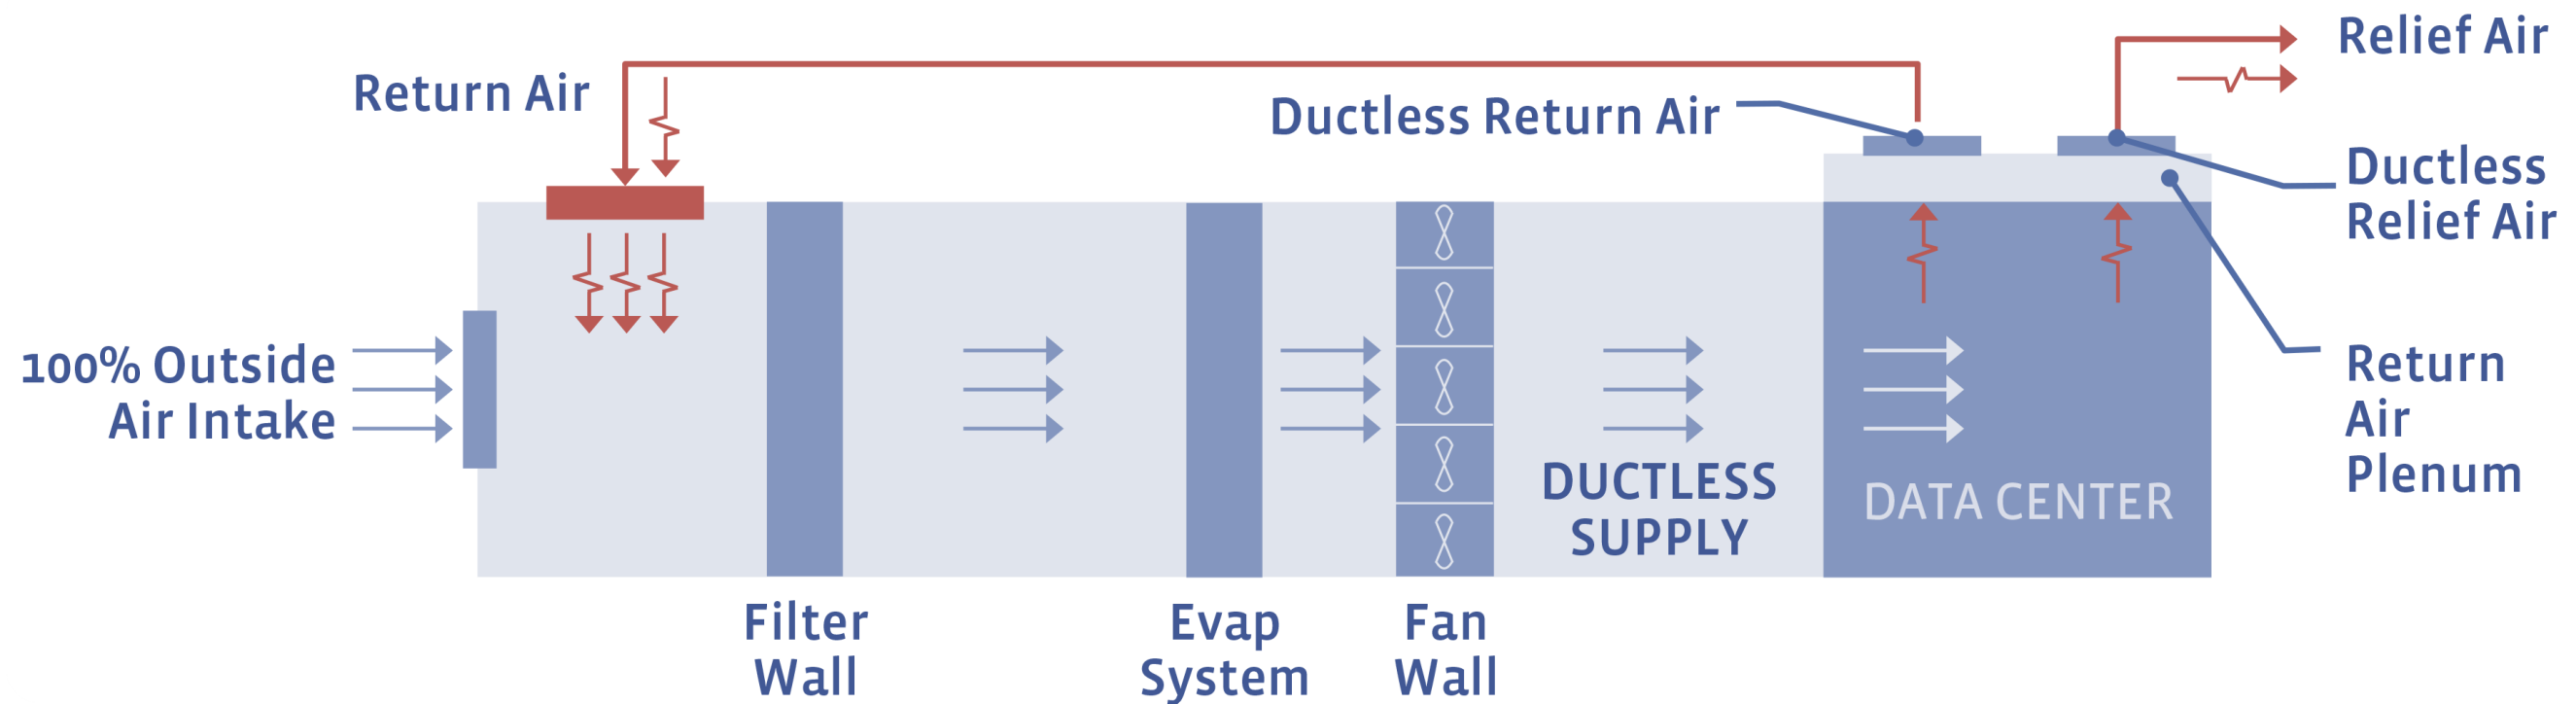 Relief Air
Return Air
Ductless Return Air
Ductless
Relief Air
100% Outside
Air Intake
Return
Air
Plenum
DUCTLESS
SUPPLY
DATA CENTER
Filter
Wall
Evap
System
Fan
Wall